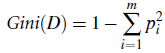 Gini(D) = 1 − ∑_{i=1}^{m} p_i^2